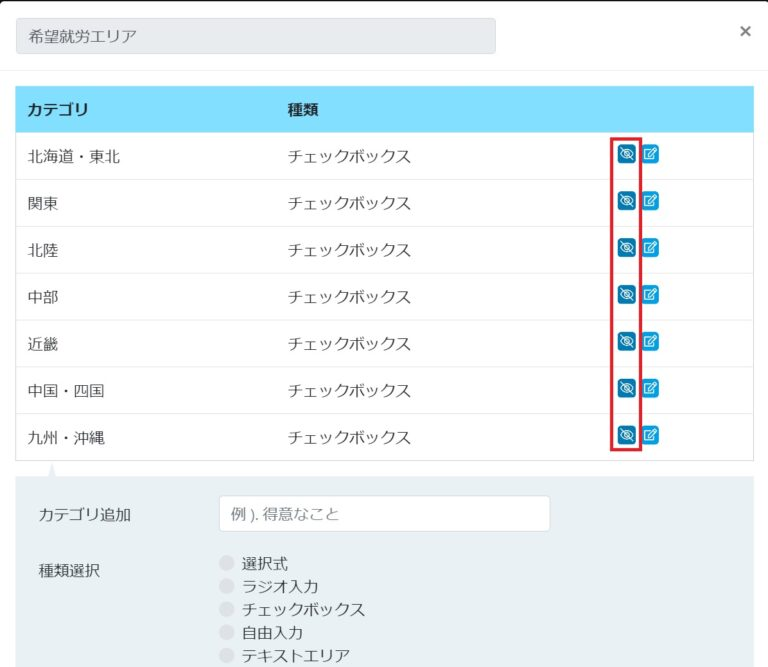 希望就労エリア
×
カテゴリ 種類
北海道・東北 チェックボックス
関東 チェックボックス
北陸 チェックボックス
中部 チェックボックス
近畿 チェックボックス
中国・四国 チェックボックス
九州・沖縄 チェックボックス
カテゴリ追加 例 ). 得意なこと
種類選択 選択式
ラジオ入力
チェックボックス
自由入力
テキストエリア